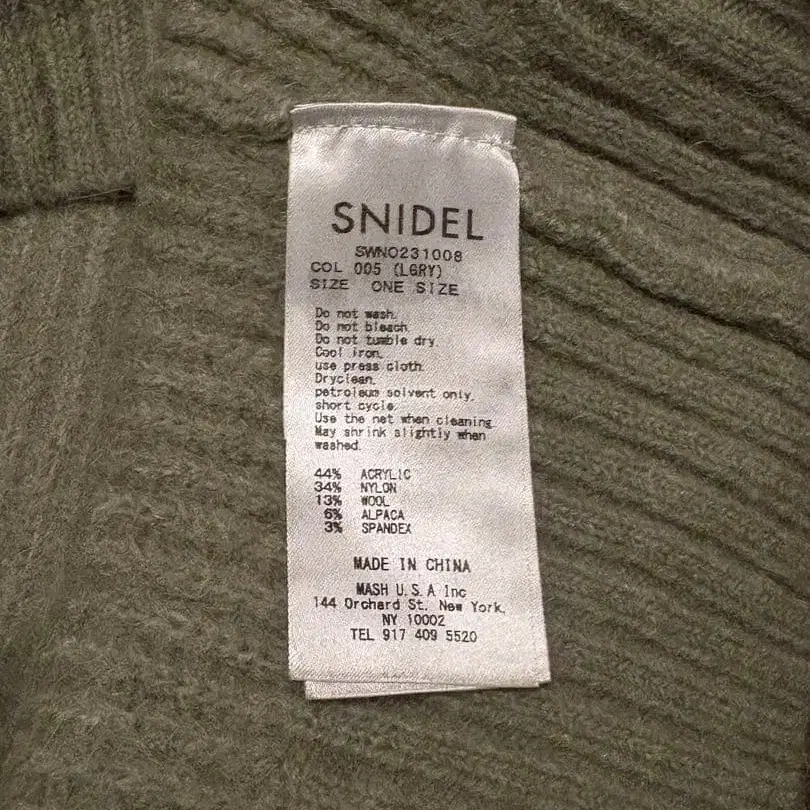 SNIDEL
SWNO231008
COL 005 (LGRY)
SIZE ONE SIZE
Do not wash.
Do not bleach.
Do not tumble dry.
Cool iron.
use press cloth.
Dryclean.
petroleum solvent only.
short cycle.
Use the net when cleaning.
May shrink slightly when
washed.
44% ACRYLIC
34% NYLON
13% WOOL
6% ALPACA
3% SPANDEX
MADE IN CHINA
MASH U.S.A Inc
144 Orchard St. New York,
NY 10002
TEL 917 409 5520